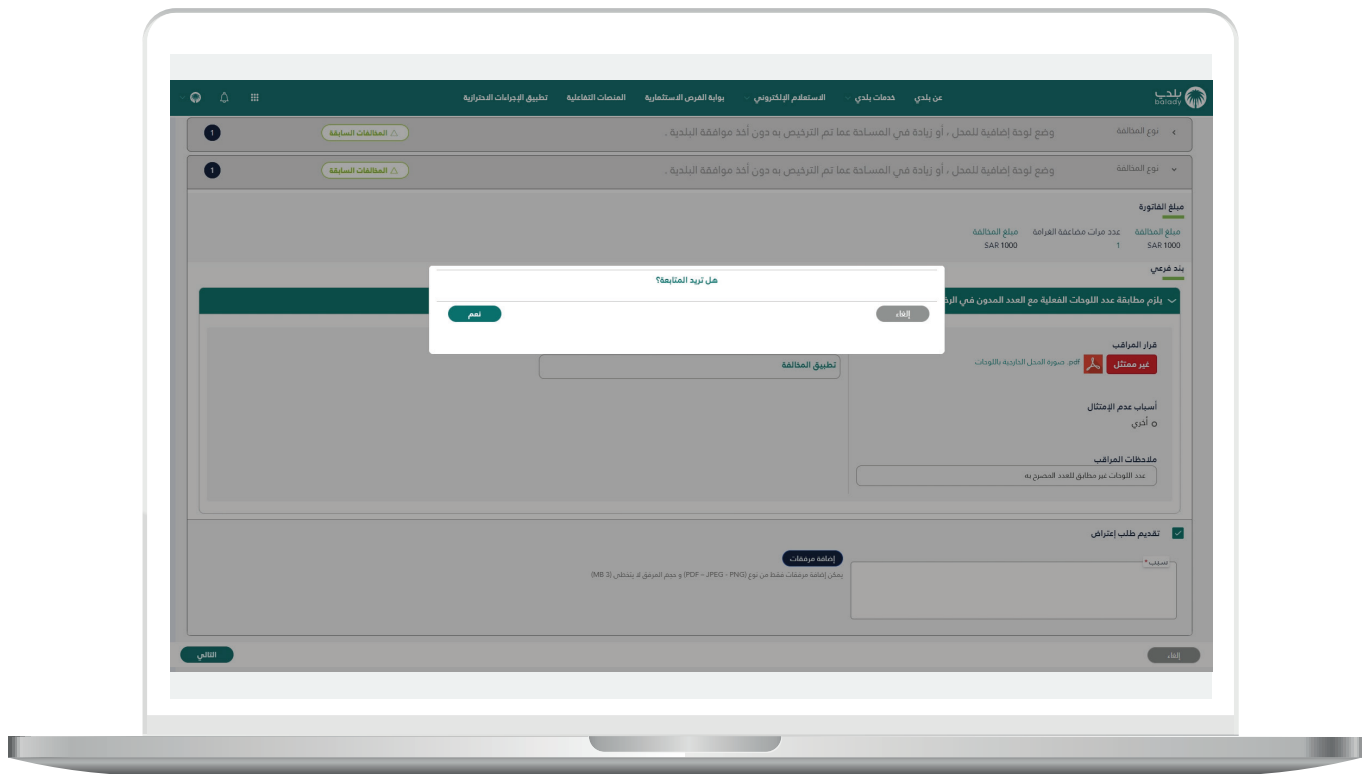 بلدي
balady
عن بلدي
خدمات بلدي
الاستعلام الإلكتروني
بوابة الفرص الاستثمارية
المنصات التفاعلية
تطبيق الإجراءات الاحترازية
نوع المخالفة وضع لوحة إضافية للمحل ، أو زيادة في المساحة عما تم الترخيص به دون أخذ موافقة البلدية . المخالفات السابقة 1
نوع المخالفة وضع لوحة إضافية للمحل ، أو زيادة في المساحة عما تم الترخيص به دون أخذ موافقة البلدية . المخالفات السابقة 1
مبلغ الفاتورة
مبلغ المخالفة عدد مرات مضاعفة الغرامة مبلغ المخالفة
SAR 1000 1 SAR 1000
بند فرعي
هل تريد المتابعة؟
يلزم مطابقة عدد اللوحات الفعلية مع العدد المدون في
إلغاء نعم
قرار المراقب
غير ممتثل pdf. صورة المحل الخارجية باللوحات
تطبيق المخالفة
أسباب عدم الإمتثال
أخرى
ملاحظات المراقب
عدد اللوحات غير مطابق للعدد المصرح به
تقديم طلب إعتراض
إضافة مرفقات
سبب *
يمكن إضافة مرفقات فقط من نوع (PDF - JPEG - PNG) و حجم المرفق لا يتخطى (3 MB)
إلغاء التالي